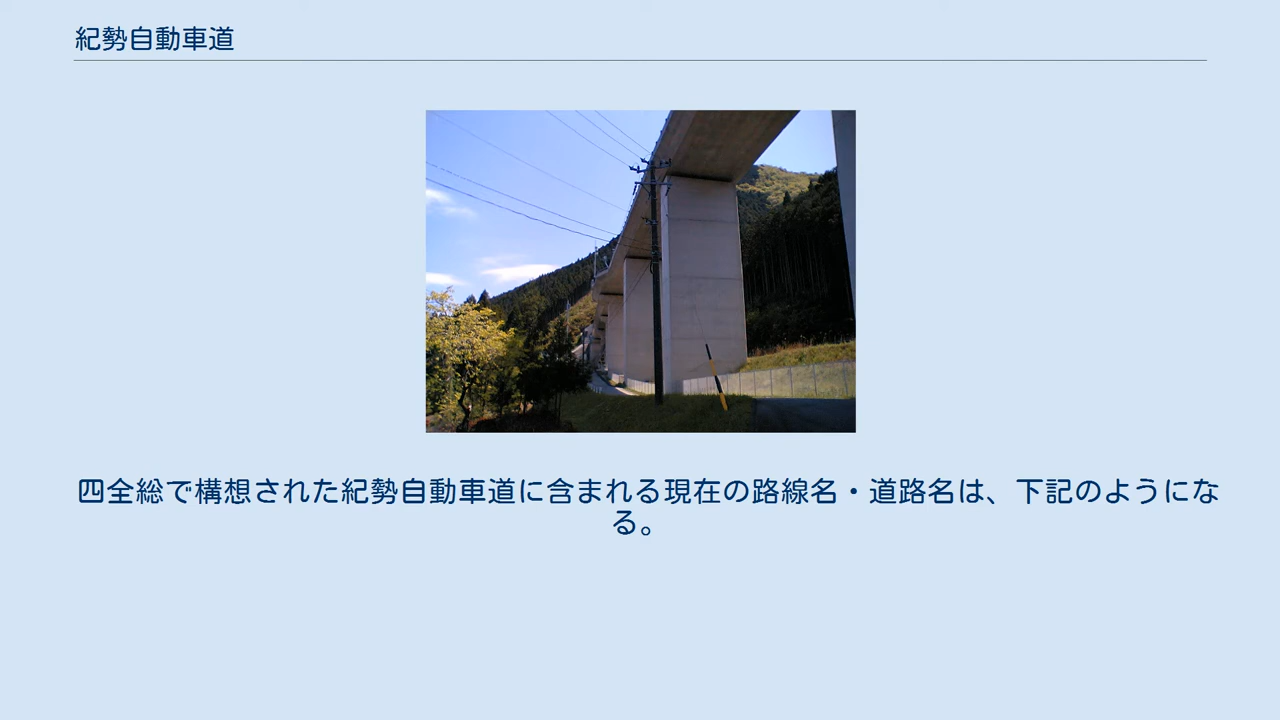 紀勢自動車道
四全総で構想された紀勢自動車道に含まれる現在の路線名・道路名は、下記のようにな
る。